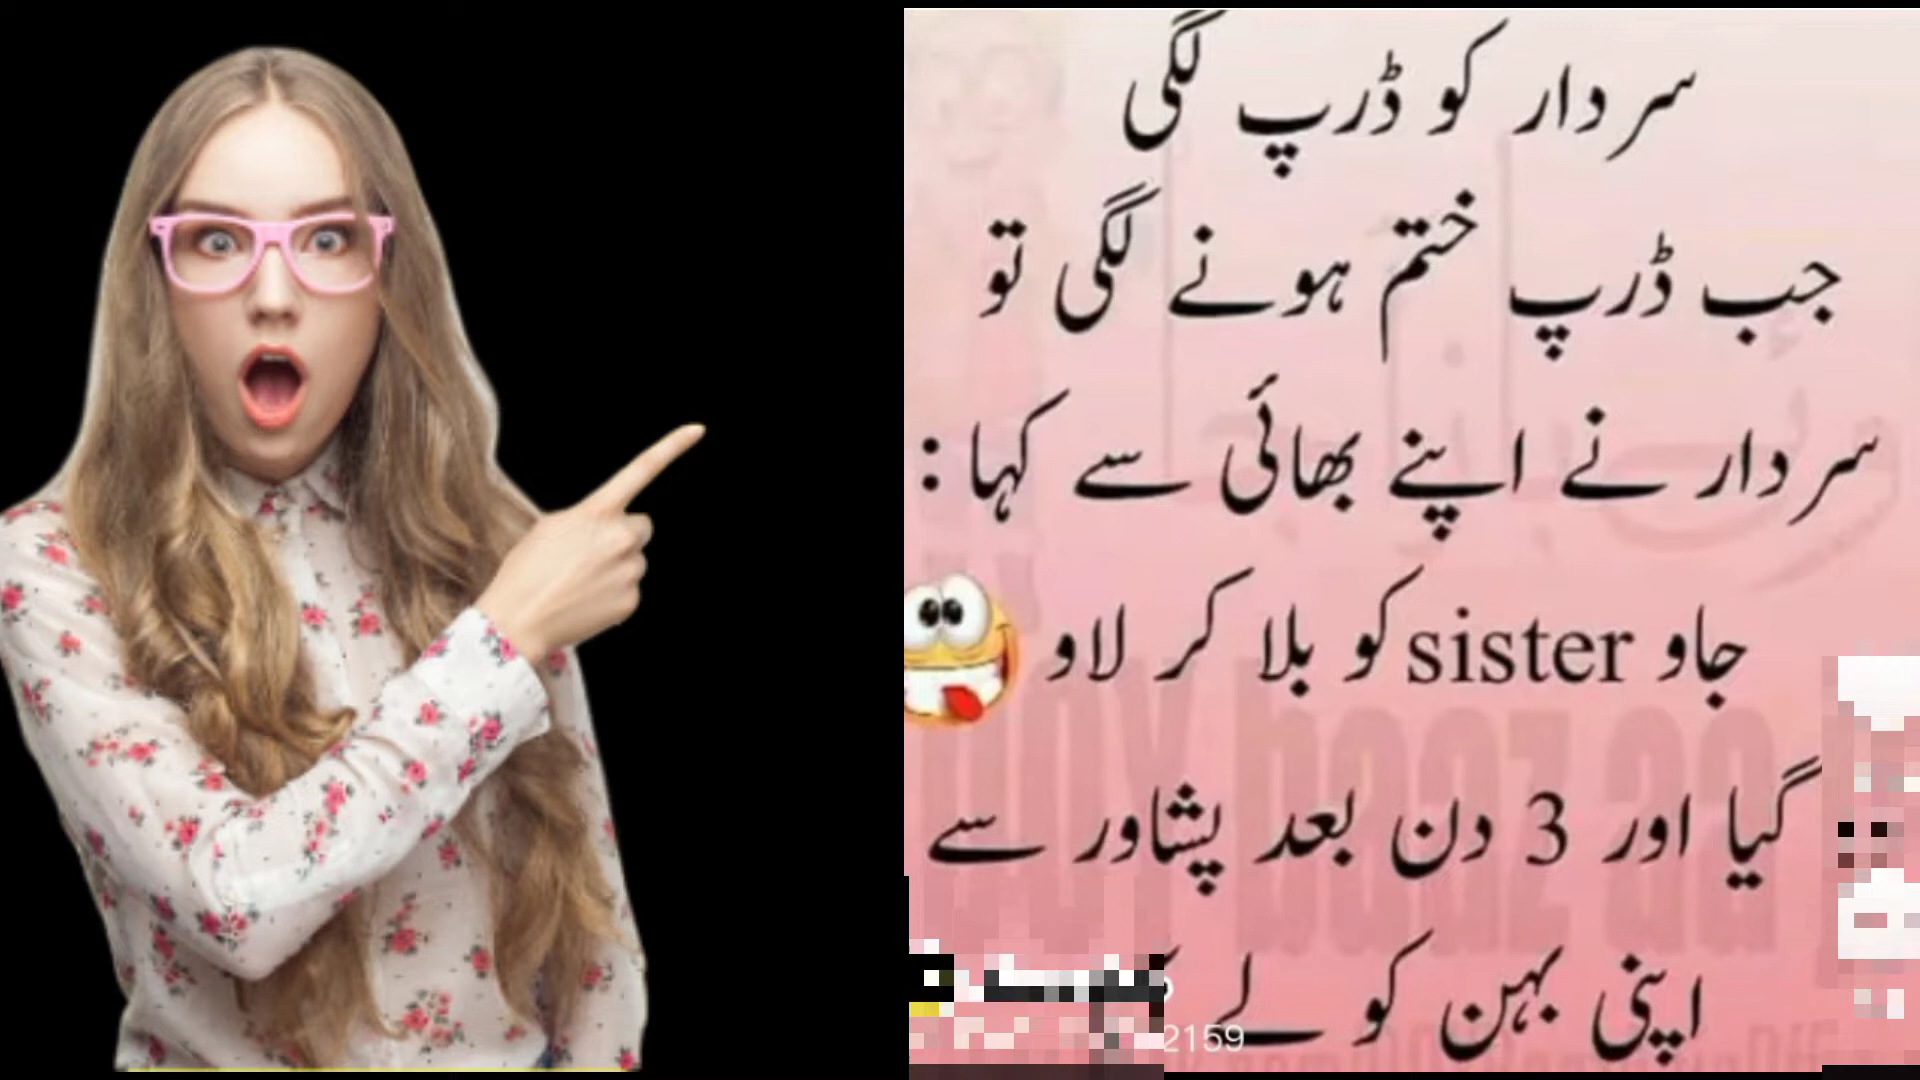 سردار کو ڈرپ لگی
جب ڈرپ ختم ہونے لگی تو
سردار نے اپنے بھائی سے کہا :
جاو sister کو بلا کر لاو
گیا اور 3 دن بعد پشاور سے
اپنی بہن کو لے
2159